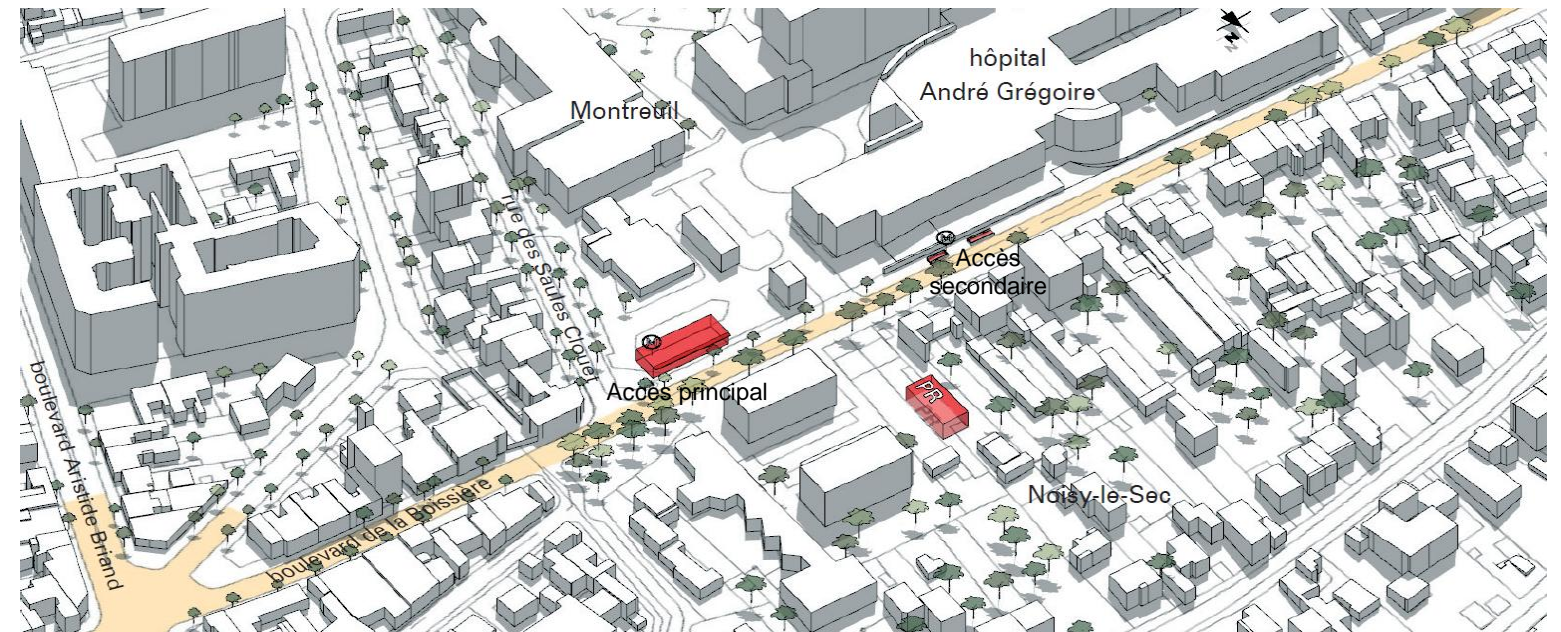 N
hôpital
André Grégoire
Montreuil
rue des Saules Clouet
M
Accès
secondaire
M
Accès principal
PR
boulevard Aristide Briand
boulevard de la Boissière
Noisy-le-Sec